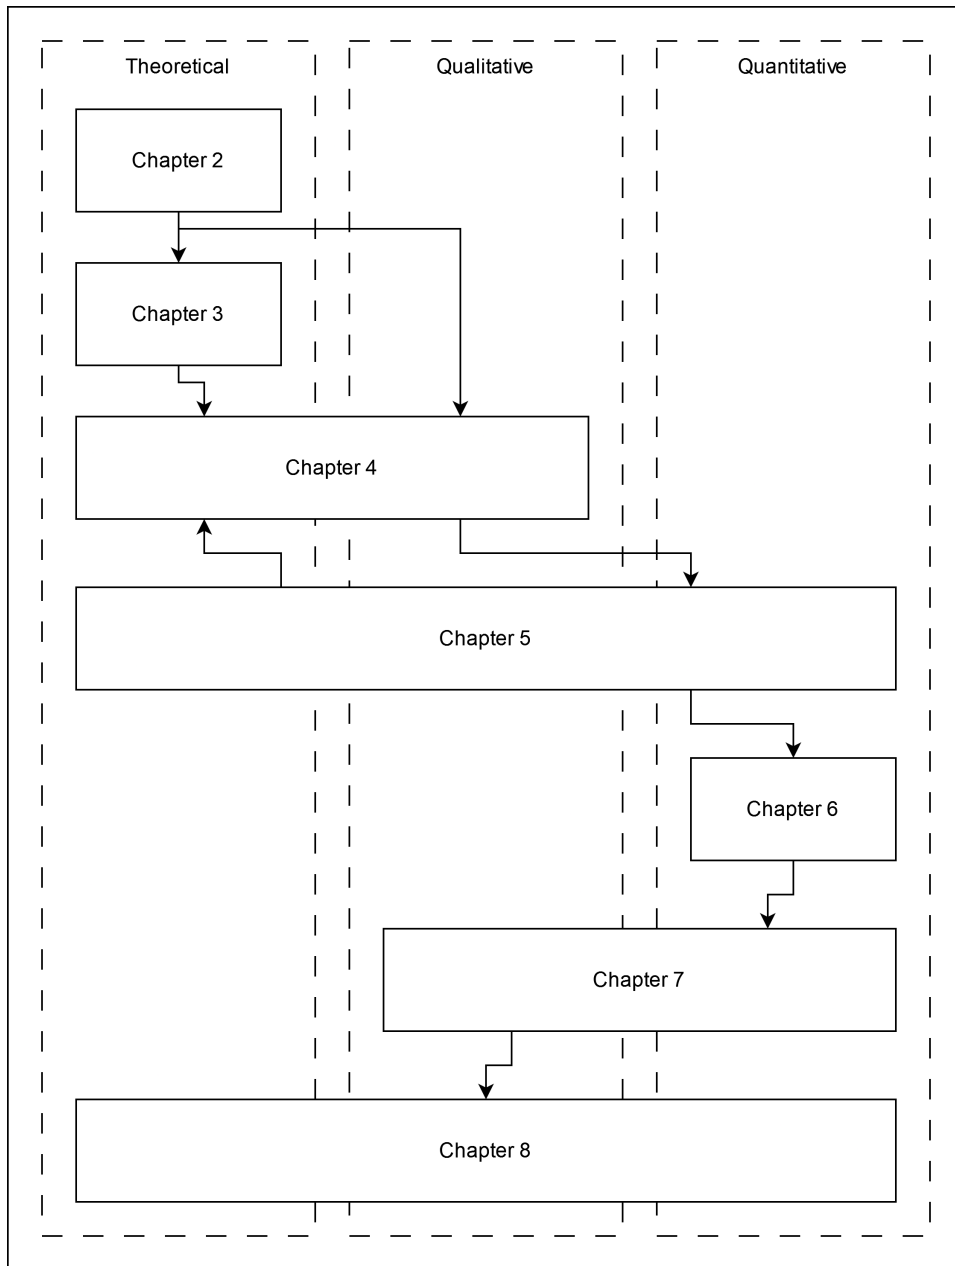 Theoretical
Qualitative
Quantitative
Chapter 2
Chapter 3
Chapter 4
Chapter 5
Chapter 6
Chapter 7
Chapter 8